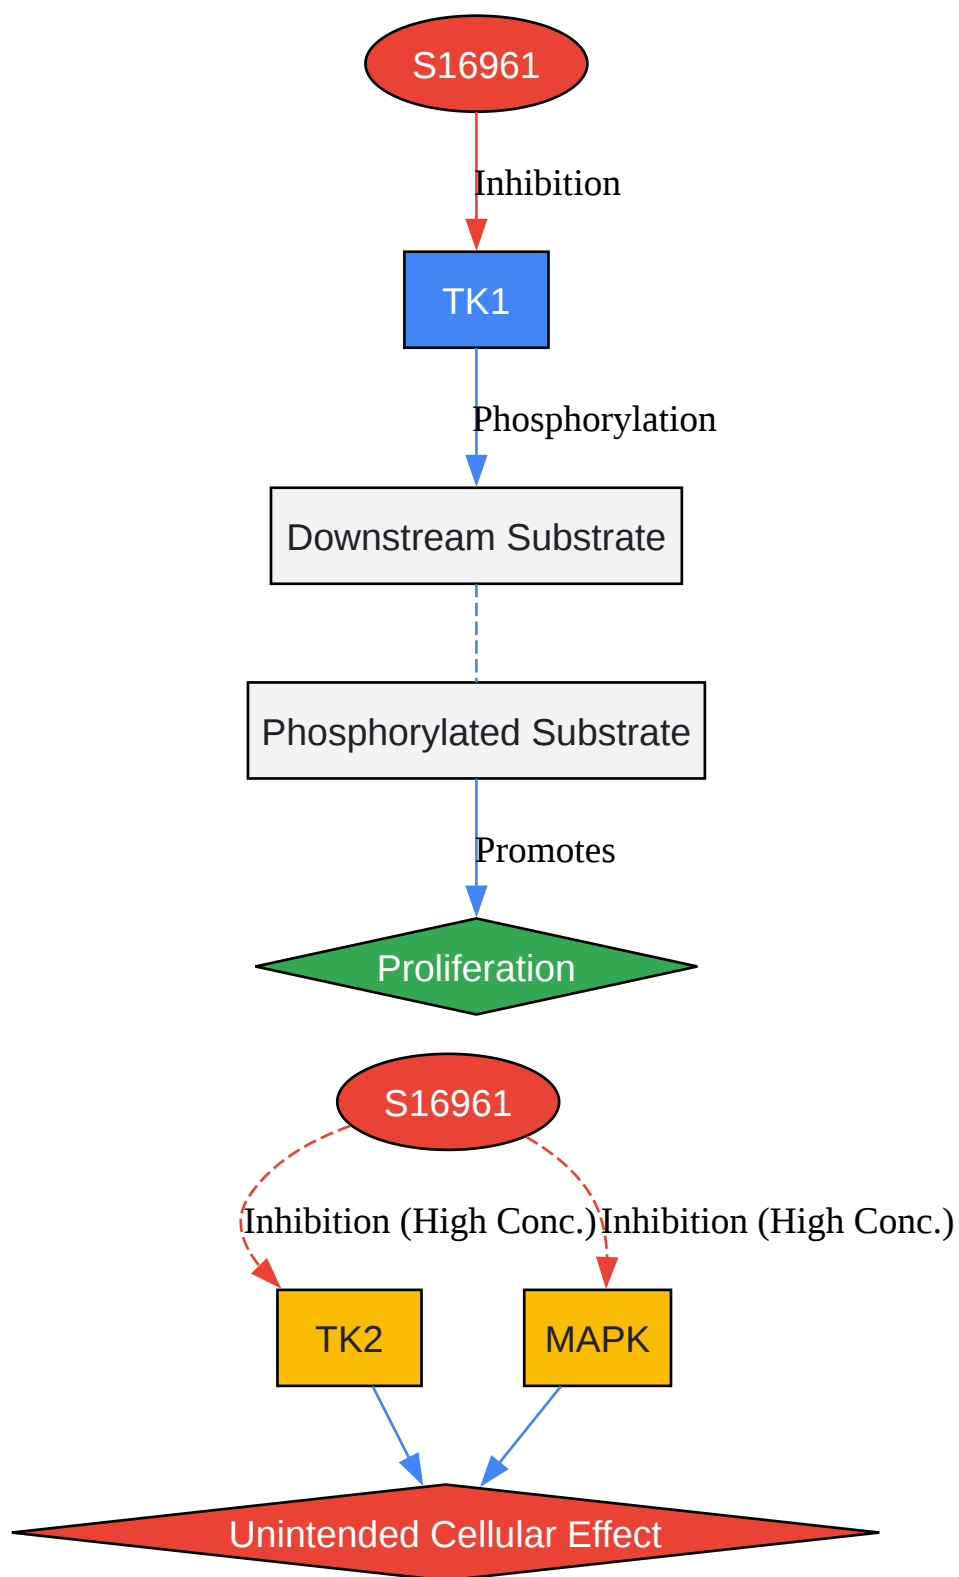 S16961
Inhibition
TK1
Phosphorylation
Downstream Substrate
Phosphorylated Substrate
Promotes
Proliferation
S16961
Inhibition (High Conc.)
Inhibition (High Conc.)
TK2
MAPK
Unintended Cellular Effect